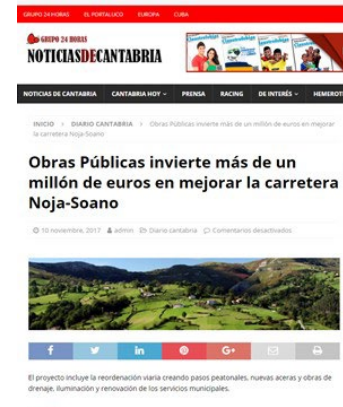 GRUPO 24 HORAS EL PORTALUCO EUROPA CUBA
GRUPO 24 HORAS
NOTICIASDECANTABRIA
NOTICIAS DE CANTABRIA CANTABRIA HOY PRENSA RACING DE INTERÉS HEMEROT
INICIO > DIARIO CANTABRIA > Obras Públicas invierte más de un millón de euros en mejorar
la carretera Noja-Soano
Obras Públicas invierte más de un
millón de euros en mejorar la carretera
Noja-Soano
10 noviembre, 2017 admin Diario cantabria Comentarios desactivados
f in G+
El proyecto incluye la reordenación viaria creando pasos peatonales, nuevas aceras y obras de
drenaje, iluminación y renovación de los servicios municipales.